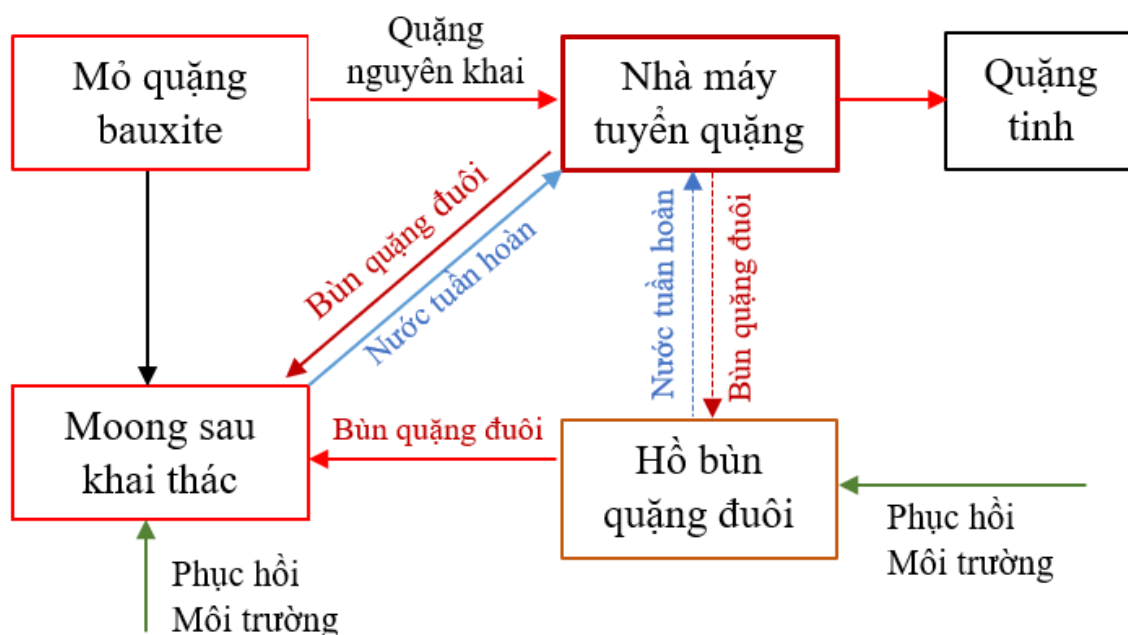 Quặng
nguyên khai
Mỏ quặng
bauxite
Nhà máy
tuyển quặng
Quặng
tinh
Bùn quặng đuôi
Nước tuần hoàn
Nước tuần hoàn
Bùn quặng đuôi
Moong sau
khai thác
Bùn quặng đuôi
Hồ bùn
quặng đuôi
Phục hồi
Môi trường
Phục hồi
Môi trường